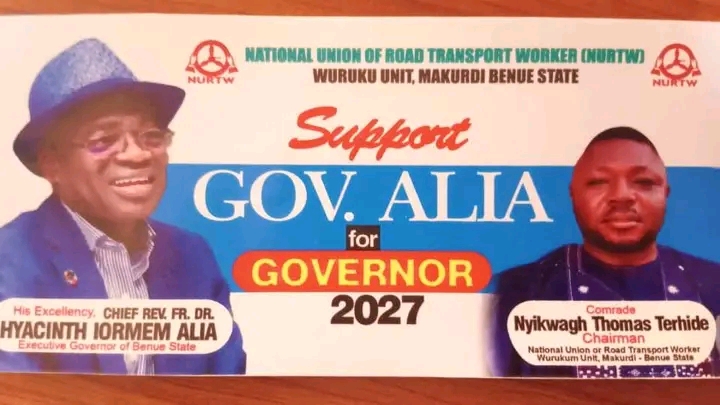 NATIONAL UNION OF ROAD TRANSPORT WORKER (NURTW)
WURUKU UNIT, MAKURDI BENUE STATE
NURTW
NURTW
Support
GOV. ALIA
for
GOVERNOR
2027
His Excellency, CHIEF REV. FR. DR.
HYACINTH IORMEM ALIA
Executive Governor of Benue State
Comrade
Nyikwagh Thomas Terhide
Chairman
National Union or Road Transport Worker
Wurukum Unit, Makurdi - Benue State